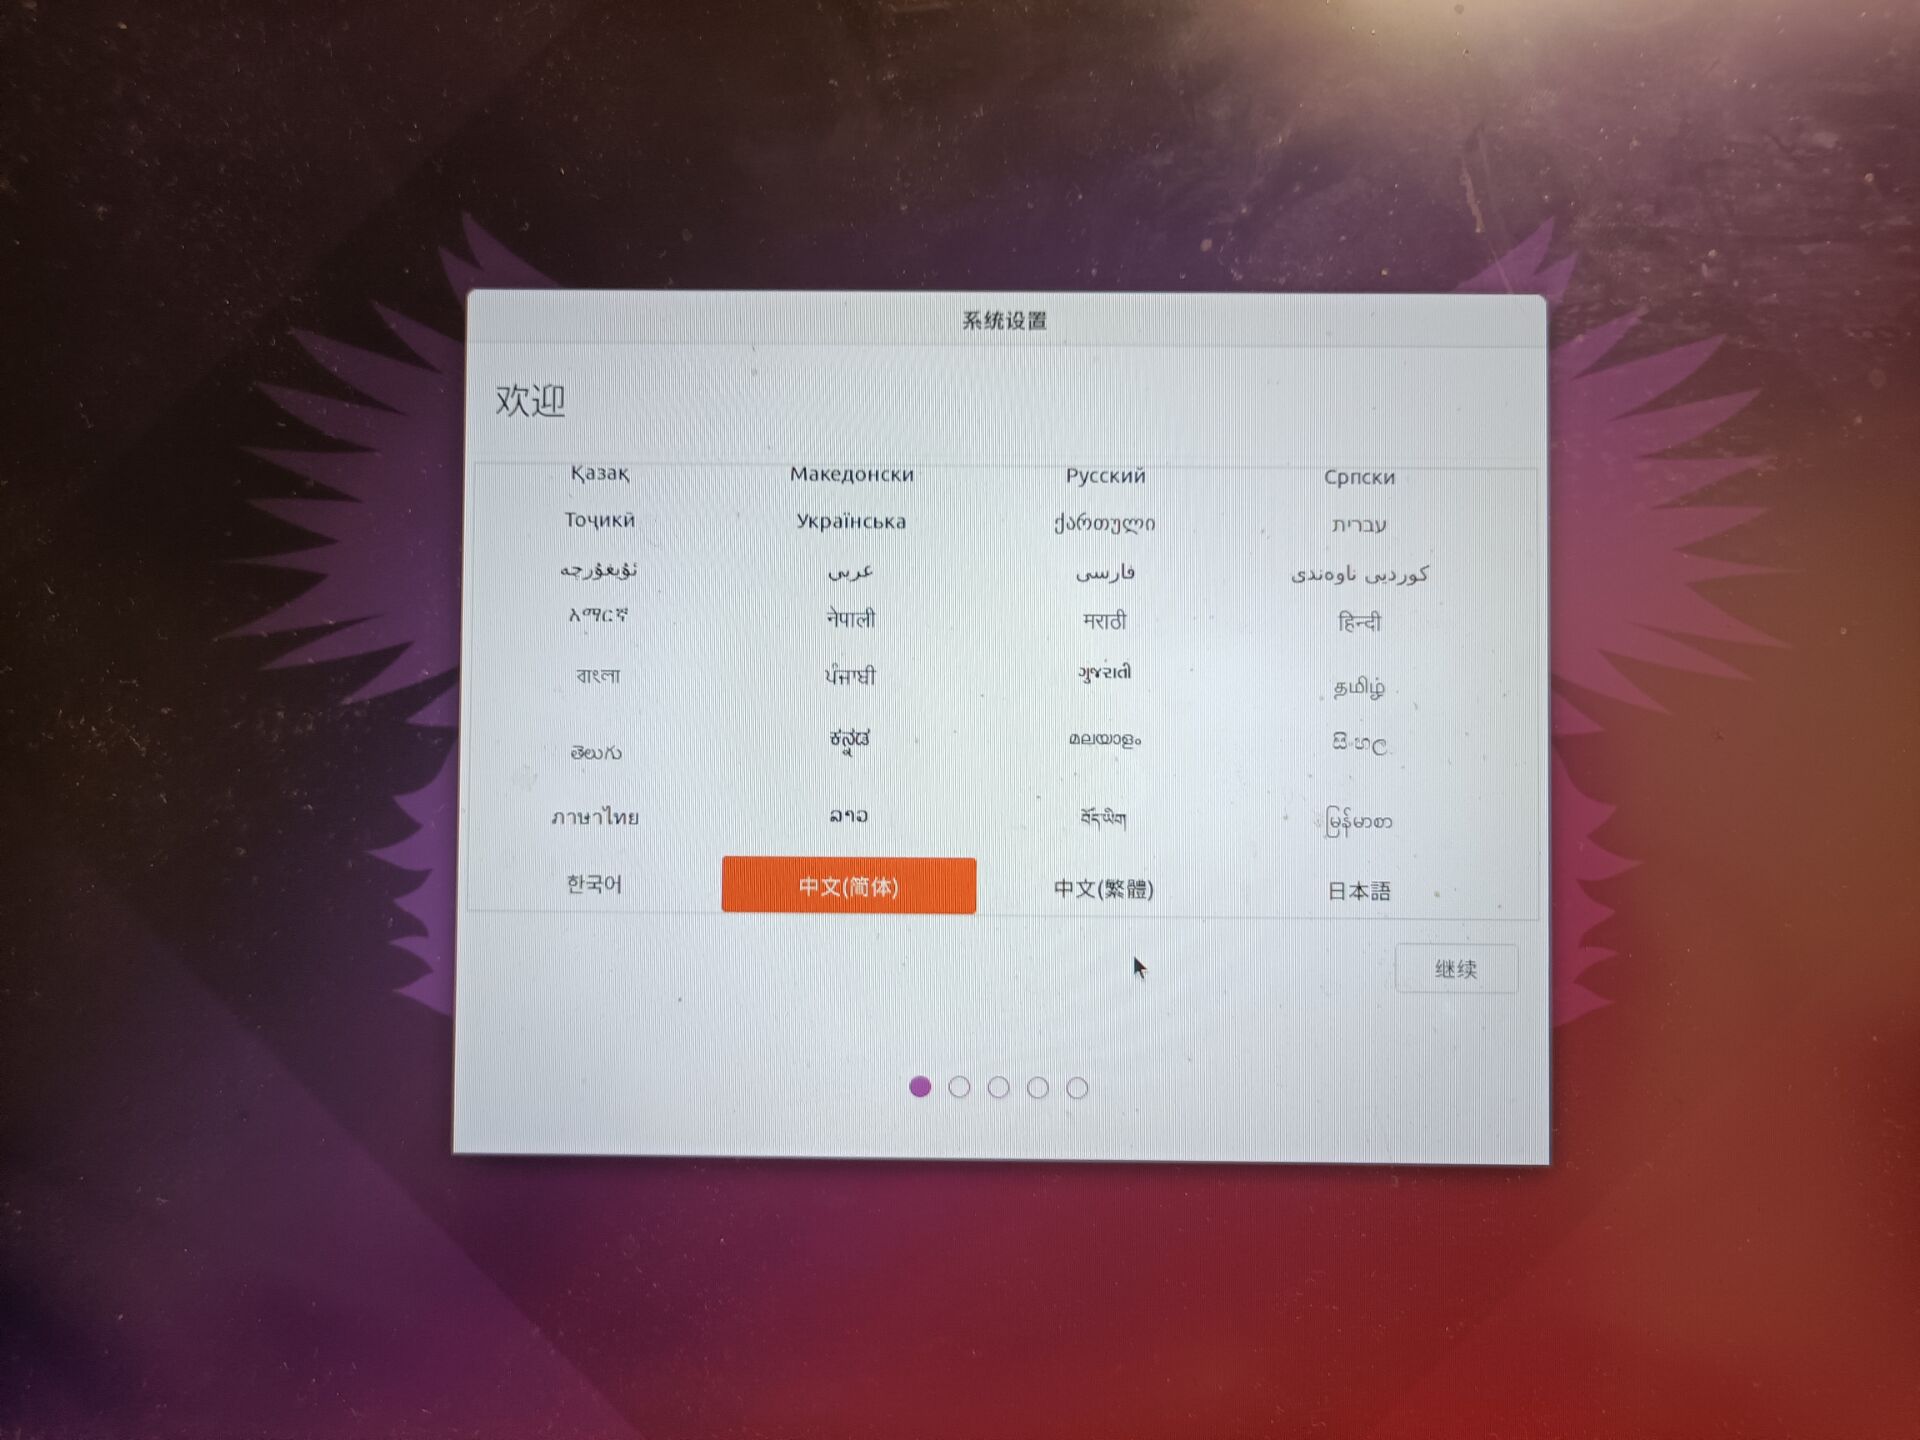 系统设置
欢迎
Қазақ Македонски Русский Српски
Тоҷикӣ Українська ქართული עברית
ئۇيغۇرچە عربي فارسی کوردیی ناوەندی
አማርኛ नेपाली मराठी हिन्दी
বাংলা ਪੰਜਾਬੀ ગુજરાતી தமிழ்
తెలుగు ಕನ್ನಡ മലയാളം සිංහල
ภาษาไทย ລາວ བོད་ཡིག မြန်မာစာ
한국어 中文(简体) 中文(繁體) 日本語
继续